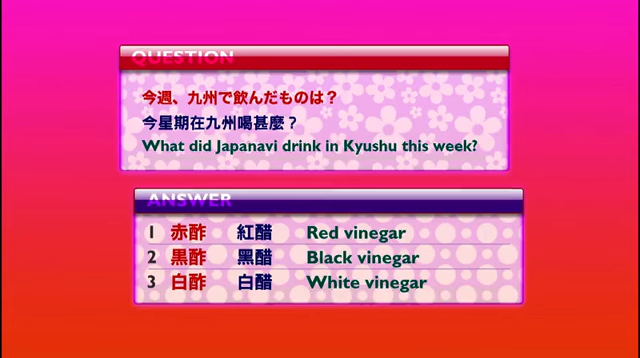 QUESTION
今週、九州で飲んだものは？
今星期在九州喝甚麼？
What did Japanavi drink in Kyushu this week?
ANSWER
1 赤酢 紅醋 Red vinegar
2 黒酢 黑醋 Black vinegar
3 白酢 白醋 White vinegar